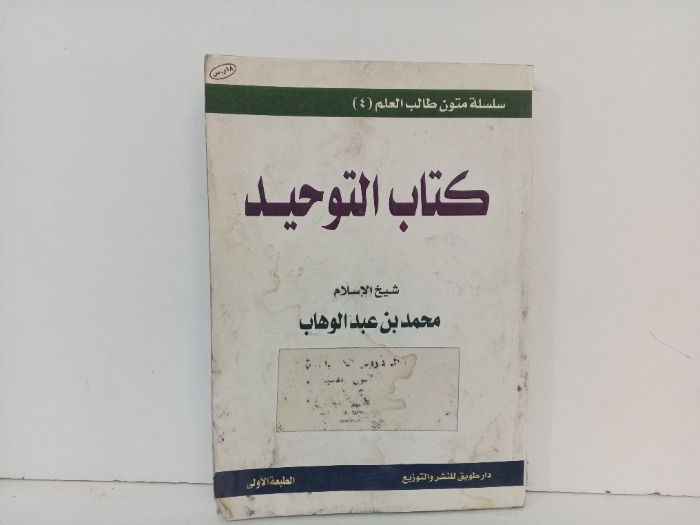 ٨ ر.س
سلسلة متون طالب العلم (٤)
كتاب التوحيد
شيخ الإسلام
محمد بن عبد الوهاب
دار طويق للنشر والتوزيع
الطبعة الأولى